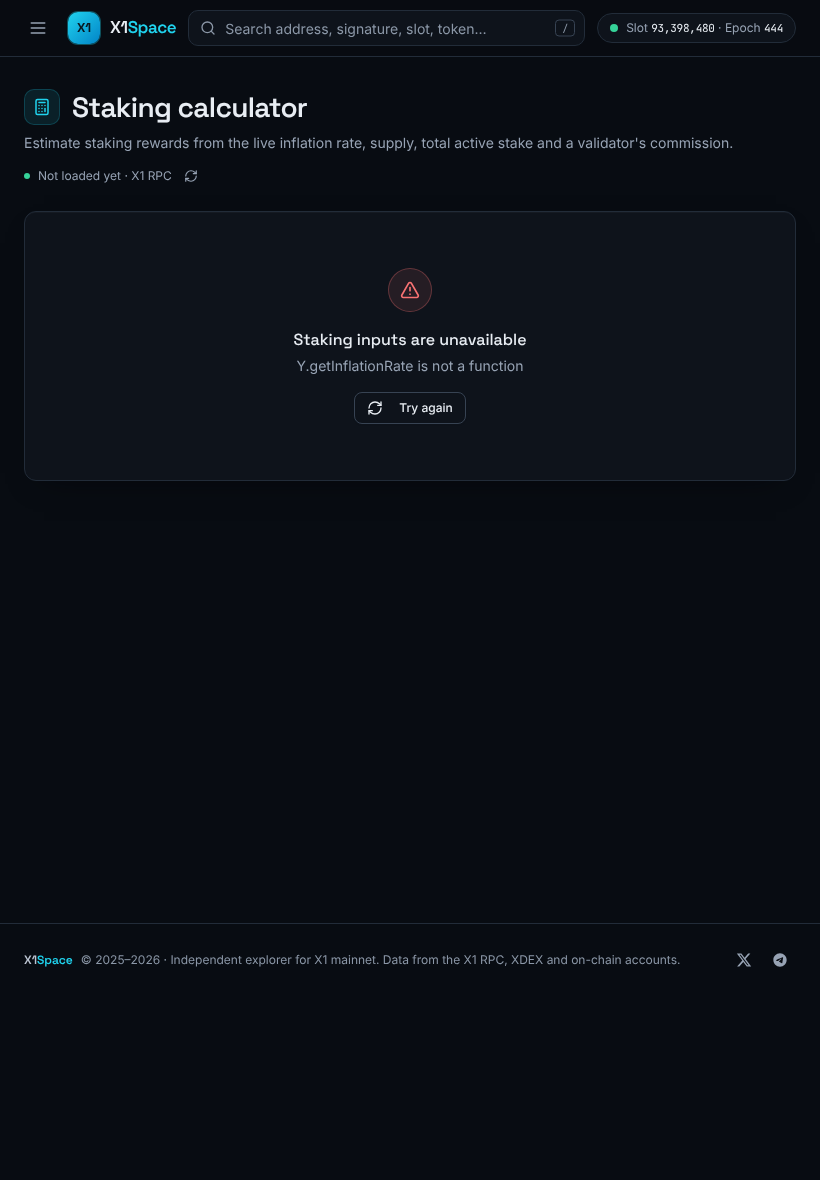 X1 X1Space Search address, signature, slot, token... / Slot 93,398,480 · Epoch 444
Staking calculator
Estimate staking rewards from the live inflation rate, supply, total active stake and a validator's commission.
Not loaded yet · X1 RPC
Staking inputs are unavailable
Y.getInflationRate is not a function
Try again
X1Space © 2025–2026 · Independent explorer for X1 mainnet. Data from the X1 RPC, XDEX and on-chain accounts.